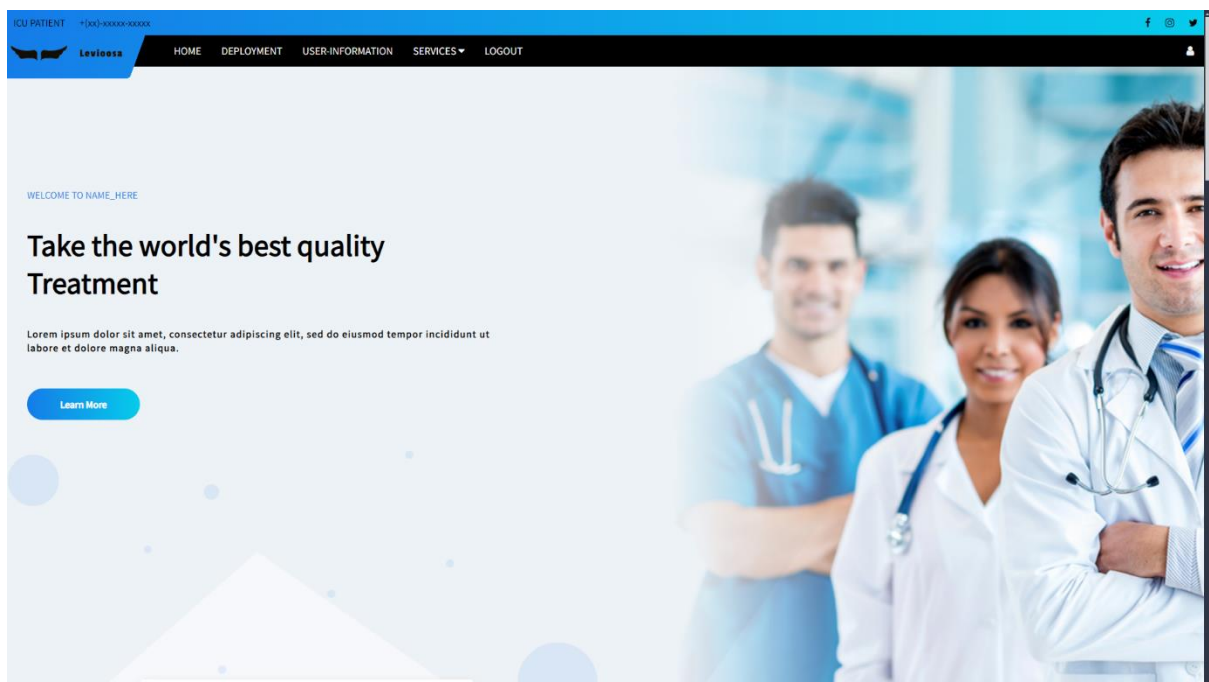 ICU PATIENT +(xx)-xxxxx-xxxxx
Levioosa HOME DEPLOYMENT USER-INFORMATION SERVICES LOGOUT
WELCOME TO NAME_HERE
Take the world's best quality
Treatment
Lorem ipsum dolor sit amet, consectetur adipiscing elit, sed do eiusmod tempor incididunt ut
labore et dolore magna aliqua.
Learn More